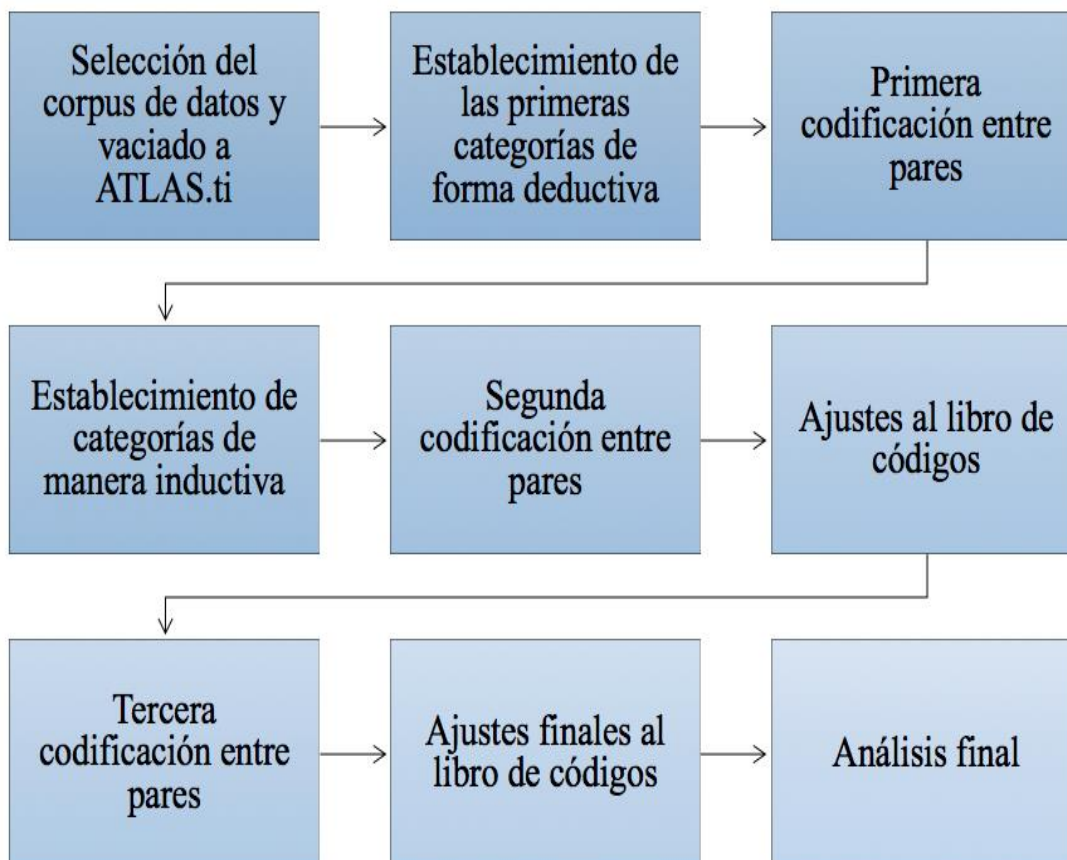 Selección del
corpus de datos y
vaciado a
ATLAS.ti
Establecimiento de
las primeras
categorías de
forma deductiva
Primera
codificación entre
pares
Establecimiento de
categorías de
manera inductiva
Segunda
codificación entre
pares
Ajustes al libro de
códigos
Tercera
codificación entre
pares
Ajustes finales al
libro de códigos
Análisis final